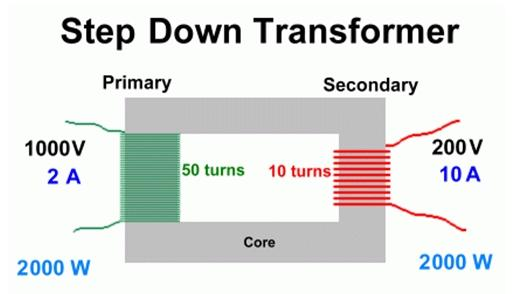 Step Down Transformer
Primary
Secondary
1000V
2 A
50 turns
10 turns
200V
10 A
Core
2000 W
2000 W